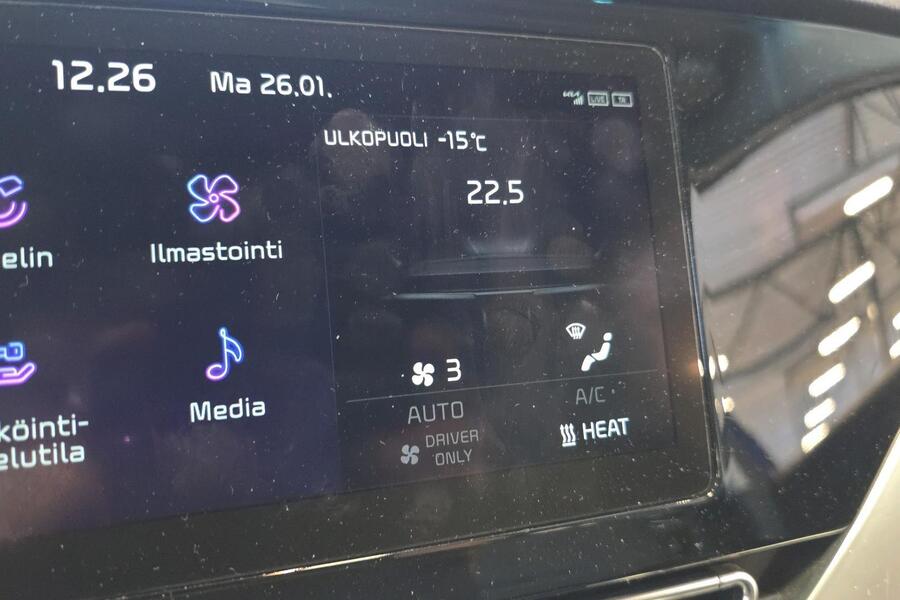 12.26 Ma 26.01.
LIVE
ULKOPUOLI -15°C
22.5
elin
Ilmastointi
3
köinti-
elutila
Media
AUTO
A/C
DRIVER
ONLY
HEAT